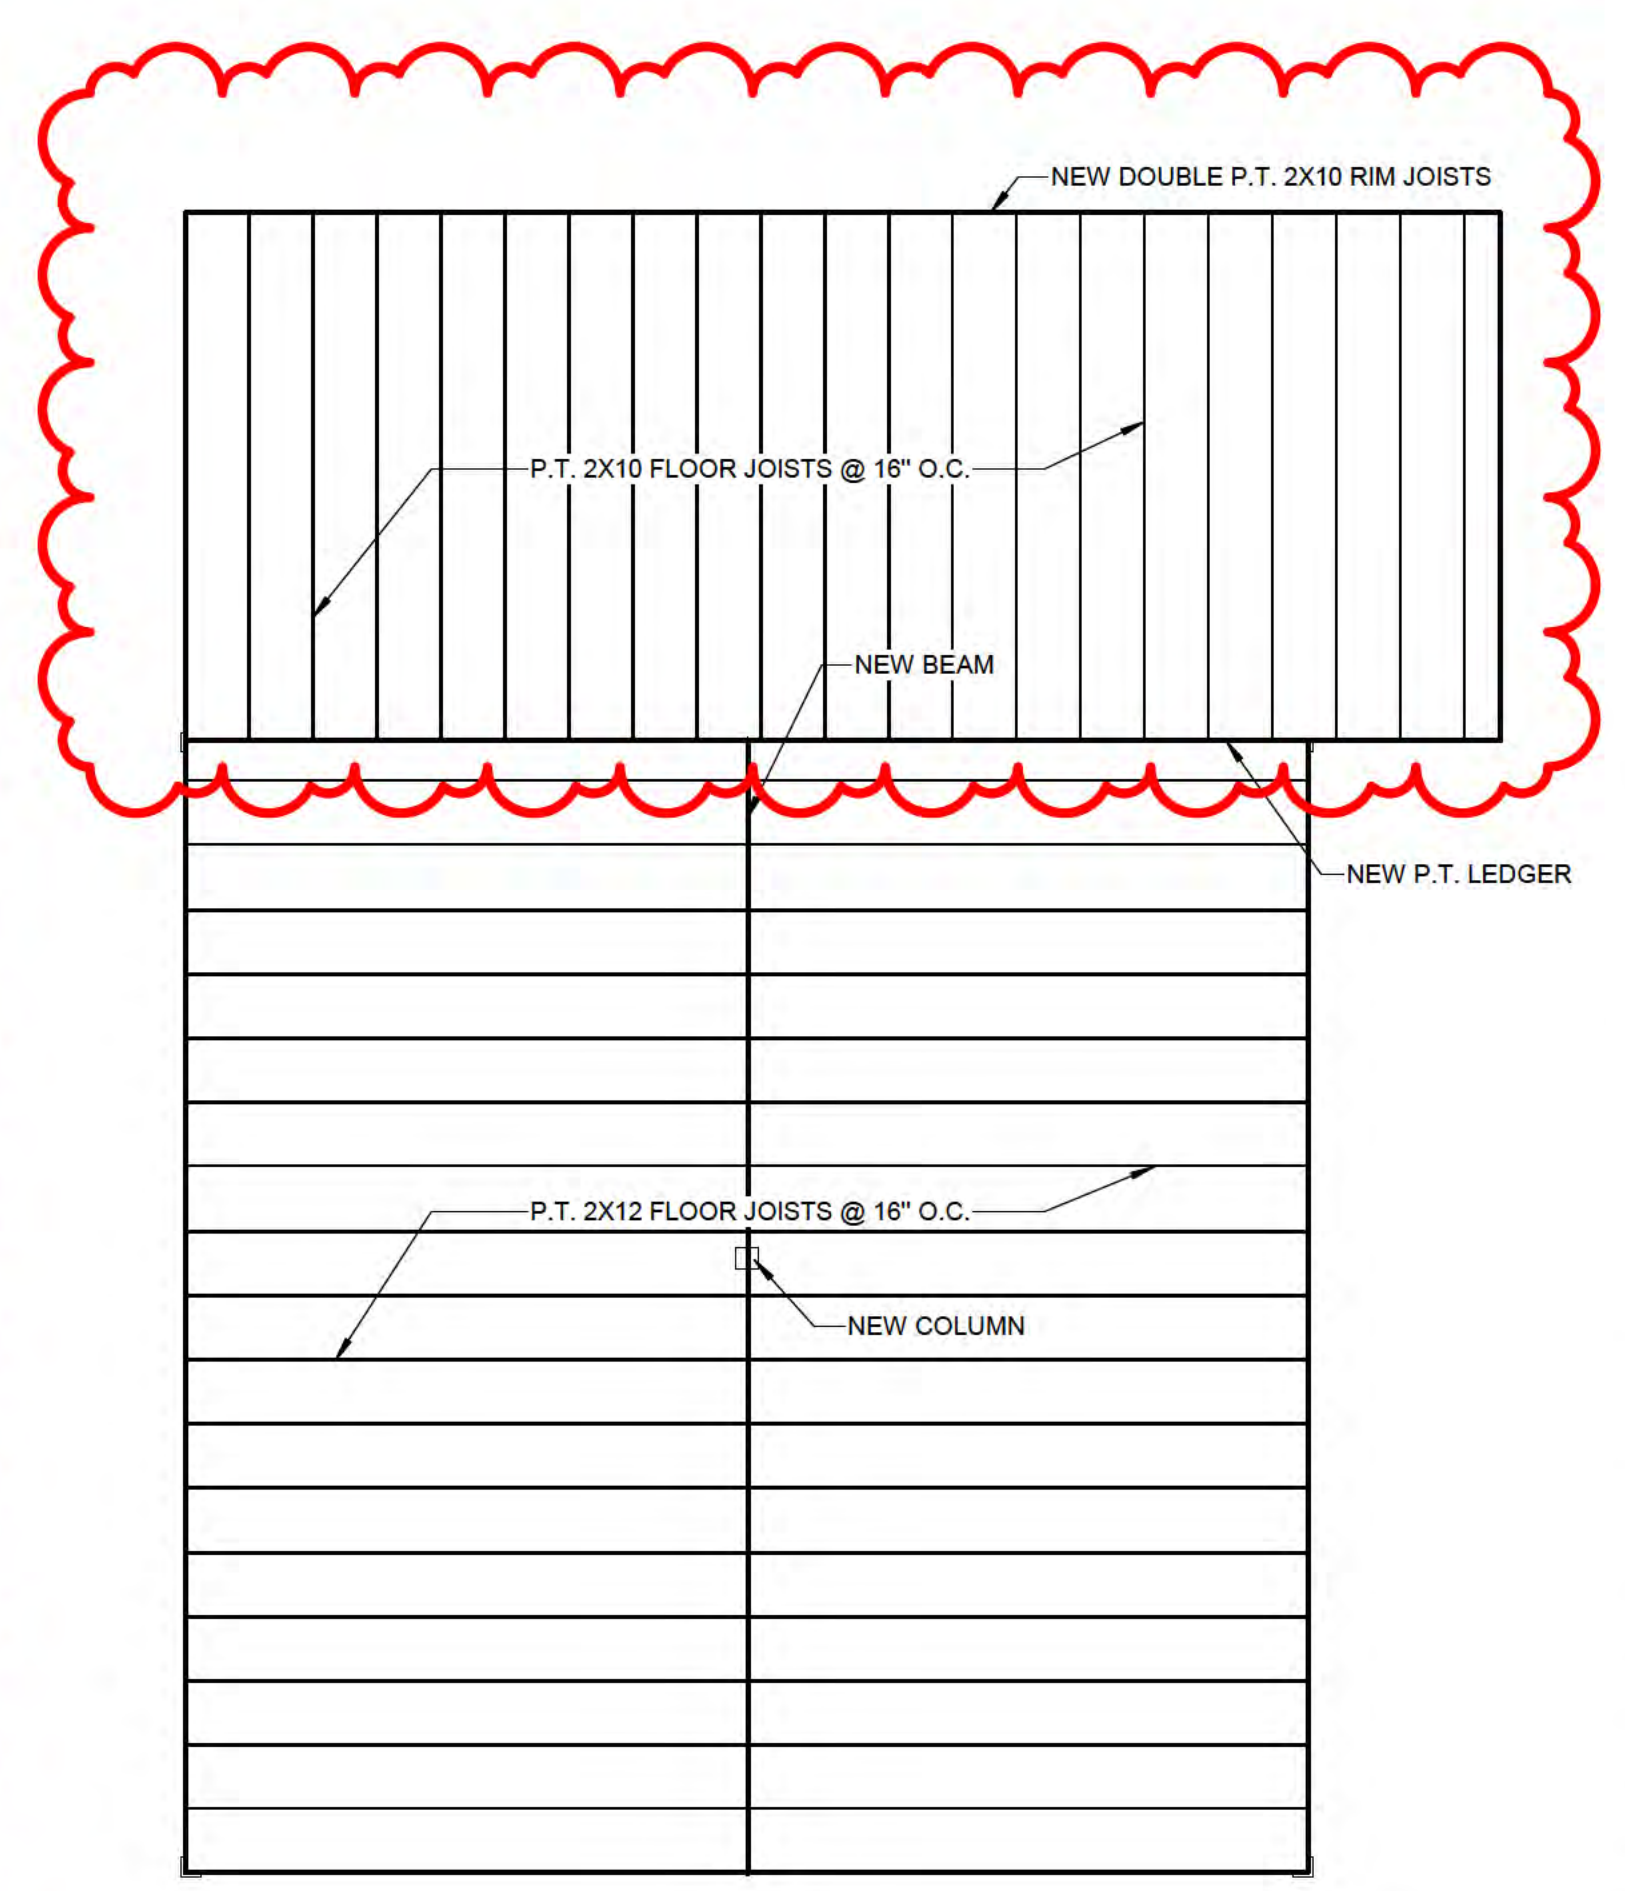 NEW DOUBLE P.T. 2X10 RIM JOISTS
P.T. 2X10 FLOOR JOISTS @ 16" O.C.
NEW BEAM
NEW P.T. LEDGER
P.T. 2X12 FLOOR JOISTS @ 16" O.C.
NEW COLUMN